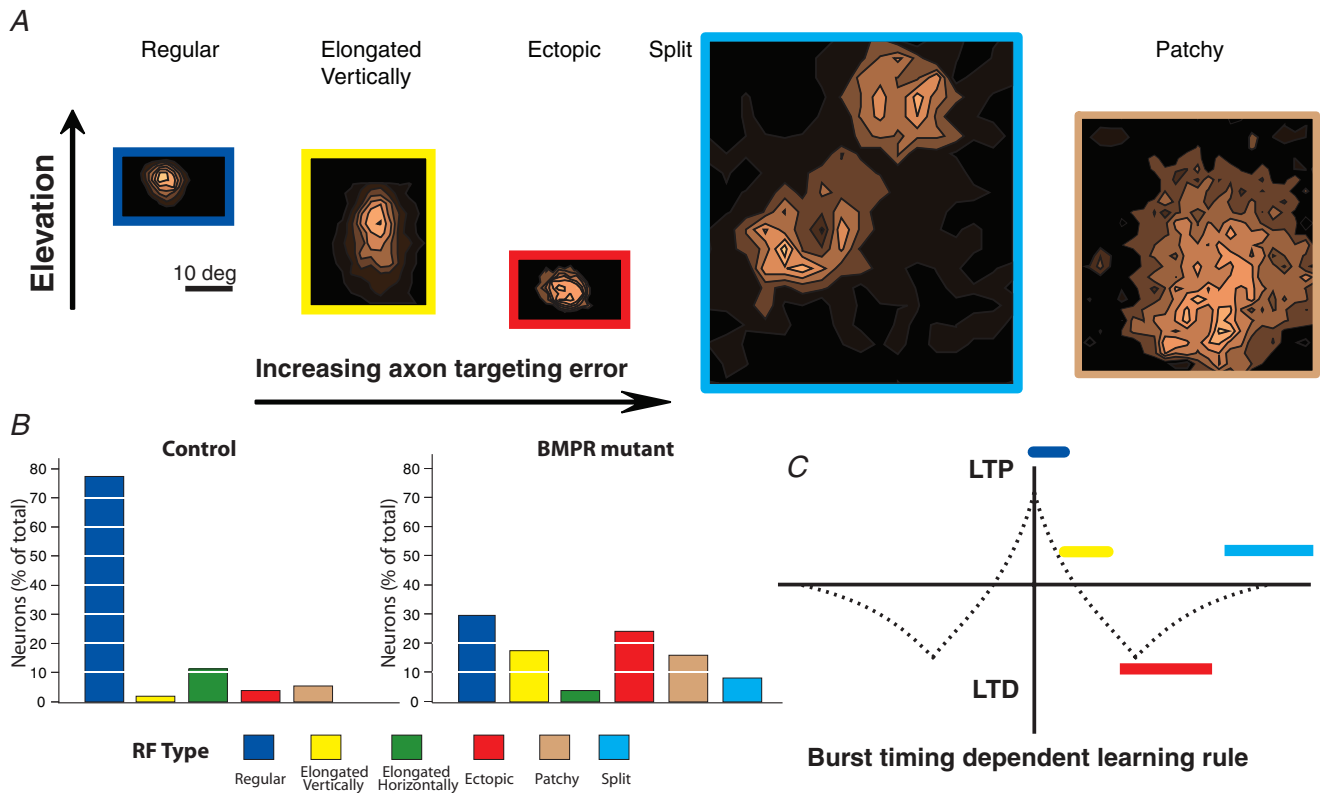 A
Regular
Elongated
Vertically
Ectopic
Split
Patchy
Elevation
10 deg
Increasing axon targeting error
B
Control
Neurons (% of total)
80
70
60
50
40
30
20
10
0
BMPR mutant
Neurons (% of total)
80
70
60
50
40
30
20
10
0
RF Type
Regular
Elongated
Vertically
Elongated
Horizontally
Ectopic
Patchy
Split
C
LTP
LTD
Burst timing dependent learning rule